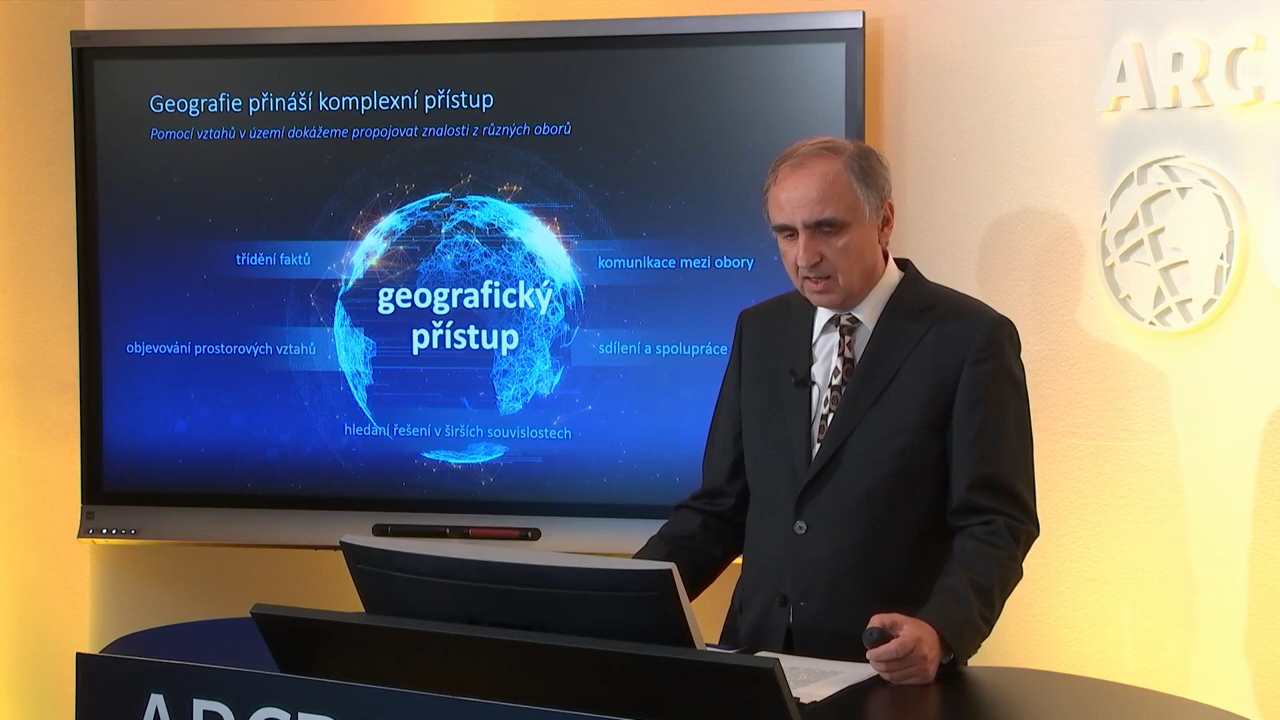 Geografie přináší komplexní přístup
Pomocí vztahů v území dokážeme propojovat znalosti z různých oborů
třídění faktů
komunikace mezi obory
geografický
přístup
objevování prostorových vztahů
sdílení a spolupráce
hledání řešení v širších souvislostech
ARC